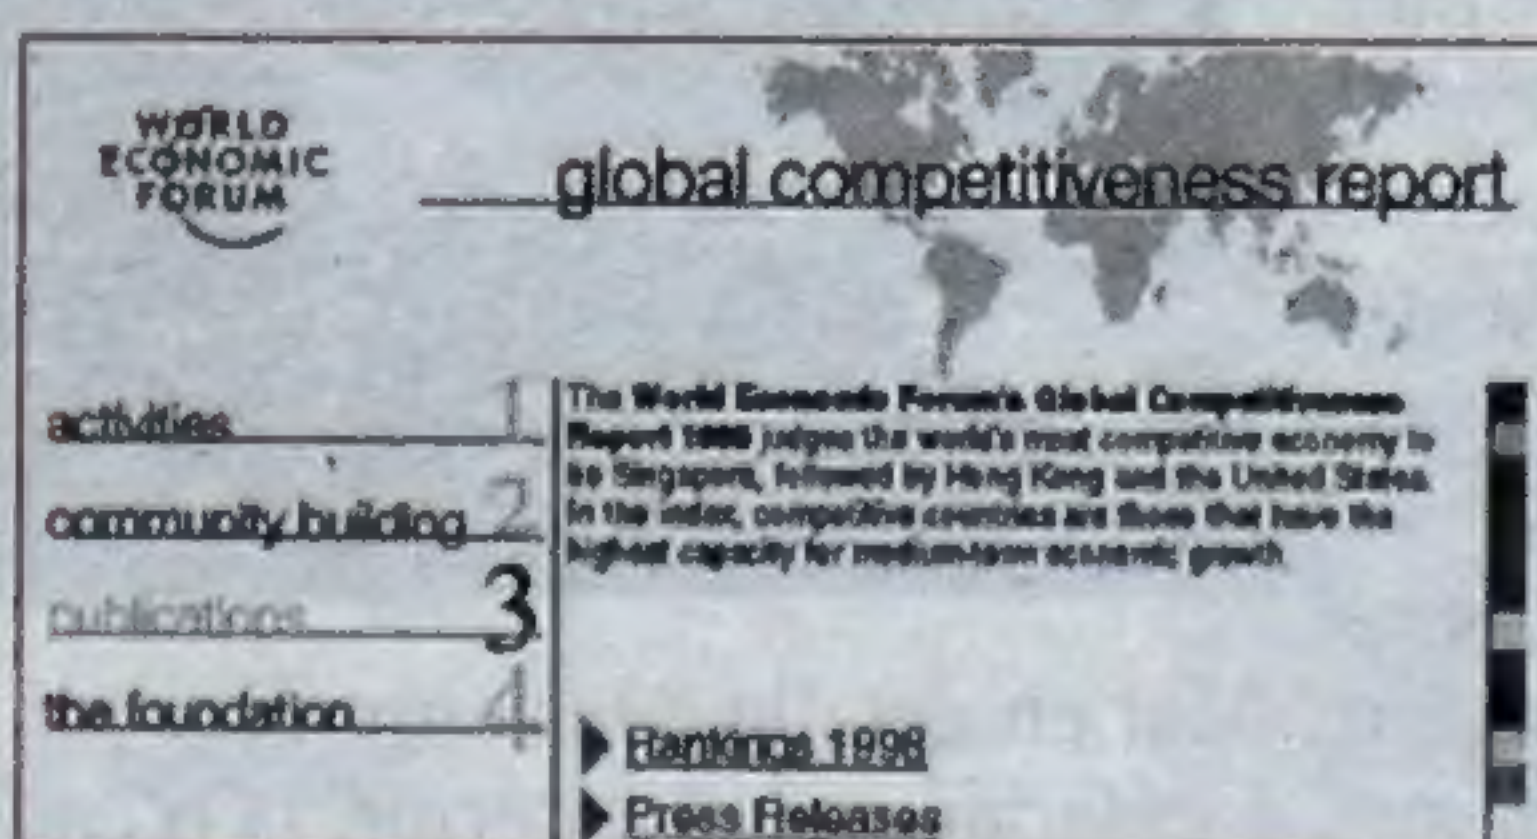 WORLD
ECONOMIC
FORUM
global competitiveness report
activities 1
community building 2
publications 3
the foundation 4
The World Economic Forum's Global Competitiveness
Report 1998 judges the world's most competitive economy to
be Singapore, followed by Hong Kong and the United States.
In the index, competitive countries are those that have the
highest capacity for medium-term economic growth
Rankings 1998
Press Releases